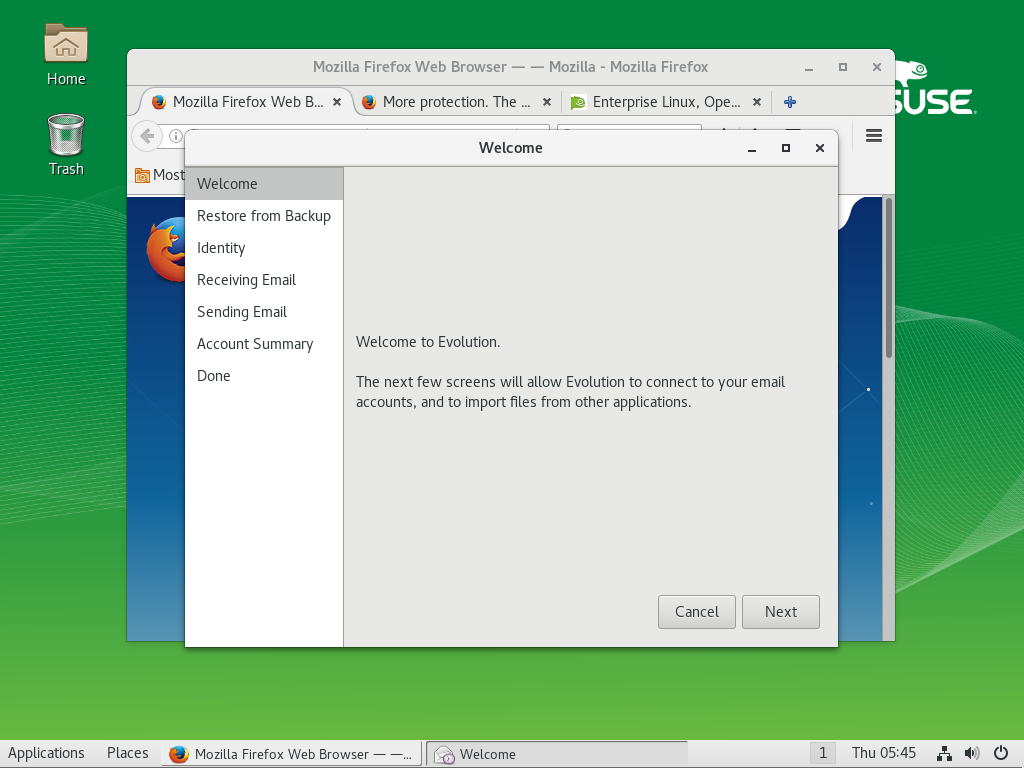 Home
Trash
SUSE
Mozilla Firefox Web Browser — — Mozilla - Mozilla Firefox
Mozilla Firefox Web B...
More protection. The ...
Enterprise Linux, Ope...
Most
Welcome
Welcome
Restore from Backup
Identity
Receiving Email
Sending Email
Account Summary
Done
Welcome to Evolution.
The next few screens will allow Evolution to connect to your email
accounts, and to import files from other applications.
Cancel
Next
Applications
Places
Mozilla Firefox Web Browser — —...
Welcome
1
Thu 05:45